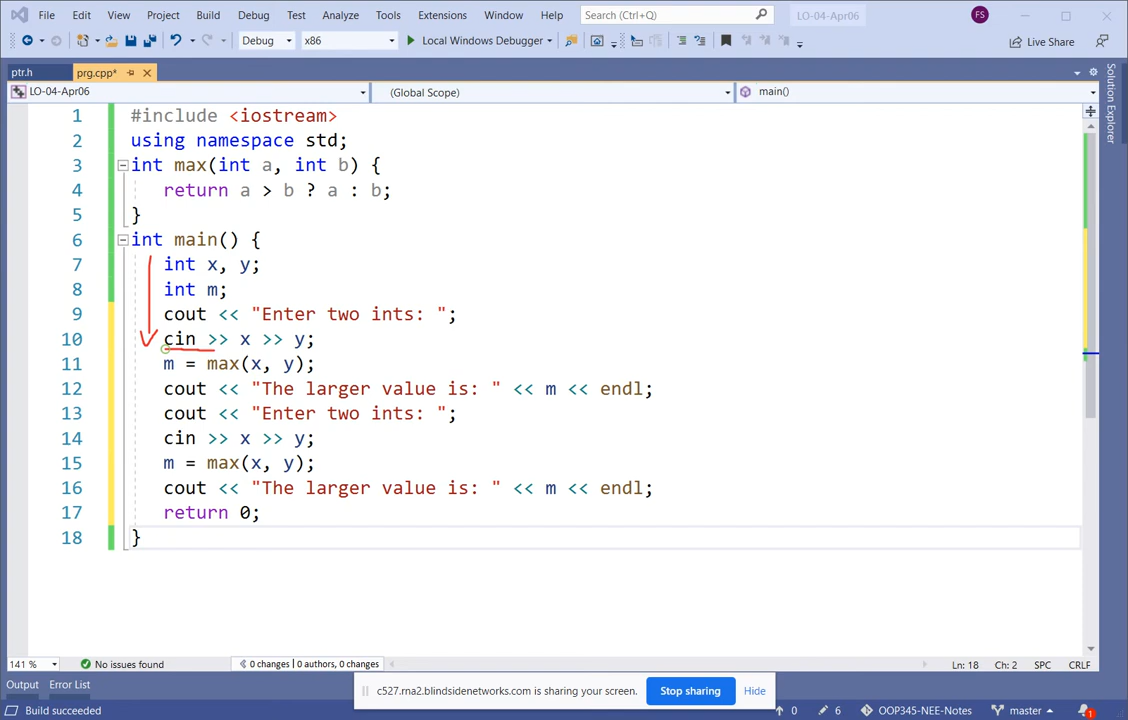 File Edit View Project Build Debug Test Analyze Tools Extensions Window Help Search (Ctrl+Q) LO-04-Apr06 FS
Debug x86 Local Windows Debugger Live Share
ptr.h prg.cpp*
LO-04-Apr06 (Global Scope) main()
Solution Explorer
1 #include <iostream>
2 using namespace std;
3 int max(int a, int b) {
4 return a > b ? a : b;
5 }
6 int main() {
7 int x, y;
8 int m;
9 cout << "Enter two ints: ";
10 cin >> x >> y;
11 m = max(x, y);
12 cout << "The larger value is: " << m << endl;
13 cout << "Enter two ints: ";
14 cin >> x >> y;
15 m = max(x, y);
16 cout << "The larger value is: " << m << endl;
17 return 0;
18 }
141 % No issues found 0 changes | 0 authors, 0 changes Ln: 18 Ch: 2 SPC CRLF
Output Error List
c527.rna2.blindsidenetworks.com is sharing your screen. Stop sharing Hide
Build succeeded 0 6 OOP345-NEE-Notes master 1